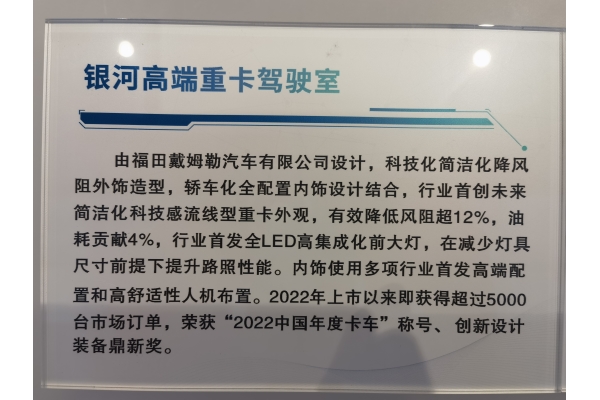 银河高端重卡驾驶室
由福田戴姆勒汽车有限公司设计，科技化简洁化降风
阻外饰造型，轿车化全配置内饰设计结合，行业首创未来
简洁化科技感流线型重卡外观，有效降低风阻超12%，油
耗贡献4%，行业首发全LED高集成化前大灯，在减少灯具
尺寸前提下提升路照性能。内饰使用多项行业首发高端配
置和高舒适性人机布置。2022年上市以来即获得超过5000
台市场订单，荣获“2022中国年度卡车”称号、创新设计
装备鼎新奖。